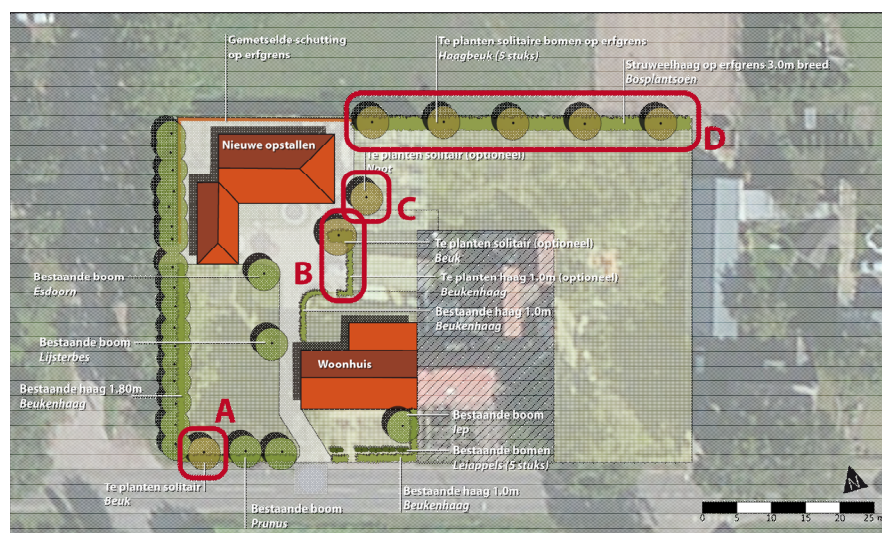 Gemetselde-schutting
op erfgrens
Te planten solitaire bomen op erfgrens
Haagbeuk (5 stuks)
Struweelhaag op erfgrens 3.0m breed
Bosplantsoen
D
Nieuwe opstallen
Te planten solitair (optioneel)
Noot
C
B
Te planten solitair (optioneel)
Beuk
Te planten haag 1.0m (optioneel)
Beukenhaag
Bestaande boom
Esdoorn
Bestaande haag 1.0m
Beukenhaag
Bestaande boom
Lijsterbes
Woonhuis
Bestaande haag 1.80m
Beukenhaag
A
Bestaande boom
Iep
Bestaande bomen
Leiappels (5 stuks)
Te planten solitair
Beuk
Bestaande haag 1.0m
Beukenhaag
Bestaande boom
Prunus
N
0 5 10 15 20 25 m